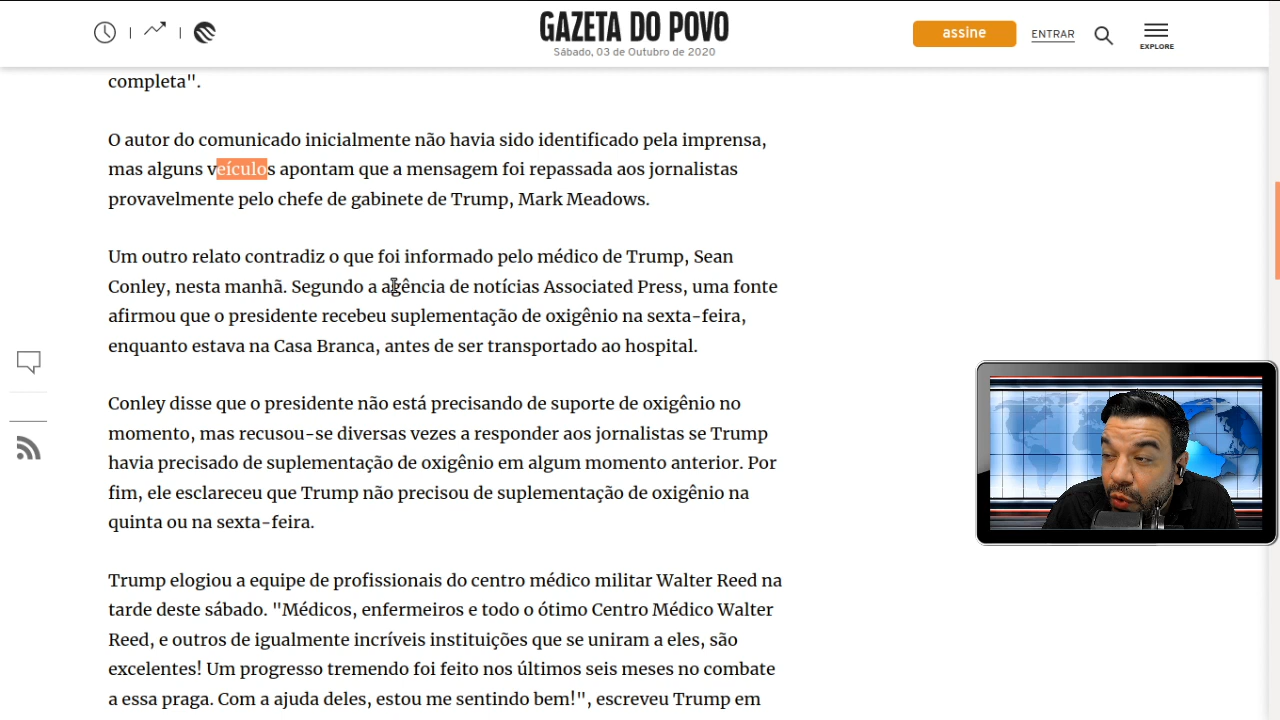 GAZETA DO POVO
Sábado, 03 de Outubro de 2020
assine
ENTRAR
EXPLORE
completa".
O autor do comunicado inicialmente não havia sido identificado pela imprensa,
mas alguns veículos apontam que a mensagem foi repassada aos jornalistas
provavelmente pelo chefe de gabinete de Trump, Mark Meadows.
Um outro relato contradiz o que foi informado pelo médico de Trump, Sean
Conley, nesta manhã. Segundo a agência de notícias Associated Press, uma fonte
afirmou que o presidente recebeu suplementação de oxigênio na sexta-feira,
enquanto estava na Casa Branca, antes de ser transportado ao hospital.
Conley disse que o presidente não está precisando de suporte de oxigênio no
momento, mas recusou-se diversas vezes a responder aos jornalistas se Trump
havia precisado de suplementação de oxigênio em algum momento anterior. Por
fim, ele esclareceu que Trump não precisou de suplementação de oxigênio na
quinta ou na sexta-feira.
Trump elogiou a equipe de profissionais do centro médico militar Walter Reed na
tarde deste sábado. "Médicos, enfermeiros e todo o ótimo Centro Médico Walter
Reed, e outros de igualmente incríveis instituições que se uniram a eles, são
excelentes! Um progresso tremendo foi feito nos últimos seis meses no combate
a essa praga. Com a ajuda deles, estou me sentindo bem!", escreveu Trump em